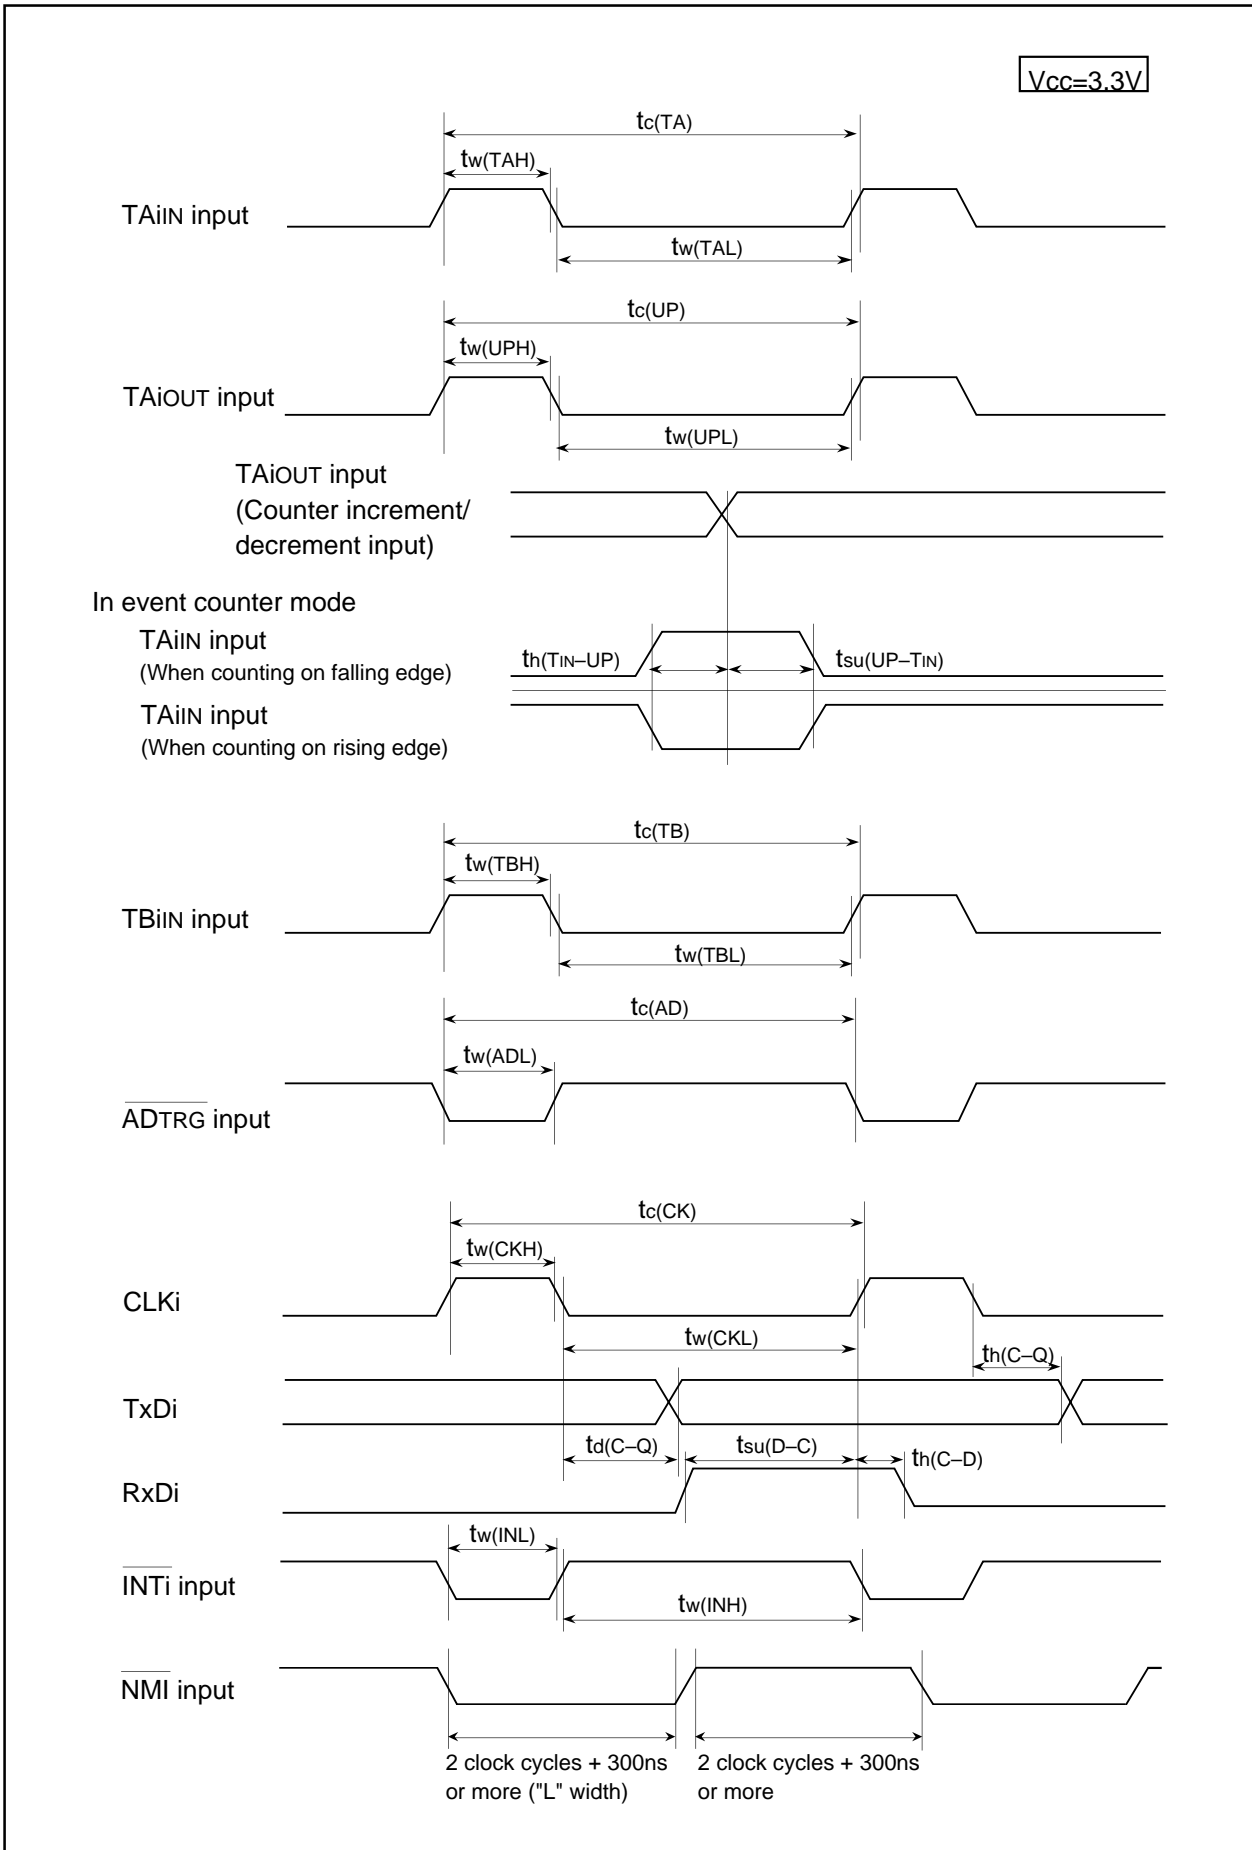 Vcc=3.3V
tc(TA)
tw(TAH)
TAiIN input
tw(TAL)
tc(UP)
tw(UPH)
TAiOUT input
tw(UPL)
TAiOUT input
(Counter increment/
decrement input)
In event counter mode
TAiIN input
(When counting on falling edge)
th(TIN–UP)
tsu(UP–TIN)
TAiIN input
(When counting on rising edge)
tc(TB)
tw(TBH)
TBiIN input
tw(TBL)
tc(AD)
tw(ADL)
ADTRG input
tc(CK)
tw(CKH)
CLKi
tw(CKL)
th(C–Q)
TxDi
td(C–Q)
tsu(D–C)
th(C–D)
RxDi
tw(INL)
INTi input
tw(INH)
NMI input
2 clock cycles + 300ns
or more ("L" width)
2 clock cycles + 300ns
or more